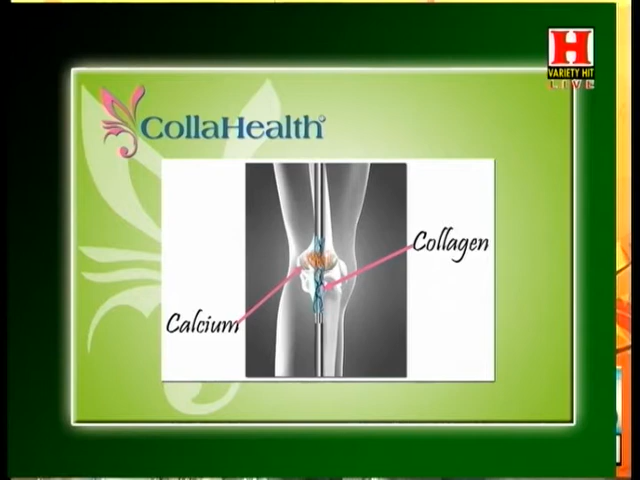 H
VARIETY HIT
LIVE
CollaHealth
Collagen
Calcium